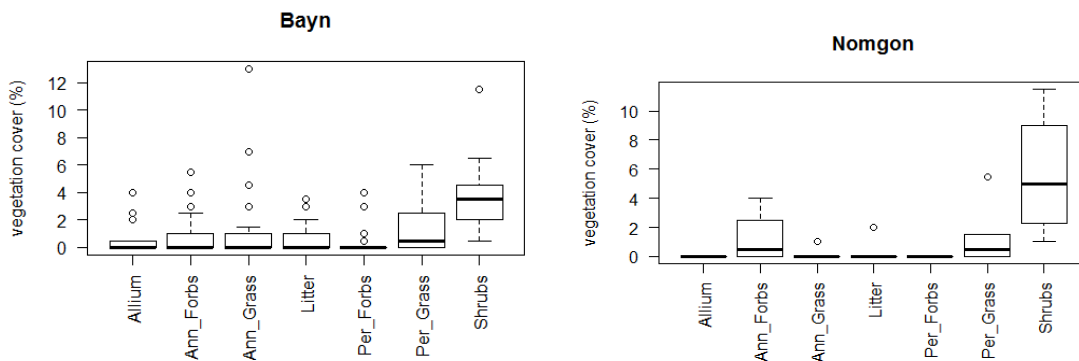 Bayn
vegetation cover (%)
12
10
8
6
4
2
0
Allium
Ann_Forbs
Ann_Grass
Litter
Per_Forbs
Per_Grass
Shrubs
Nomgon
vegetation cover (%)
10
8
6
4
2
0
Allium
Ann_Forbs
Ann_Grass
Litter
Per_Forbs
Per_Grass
Shrubs